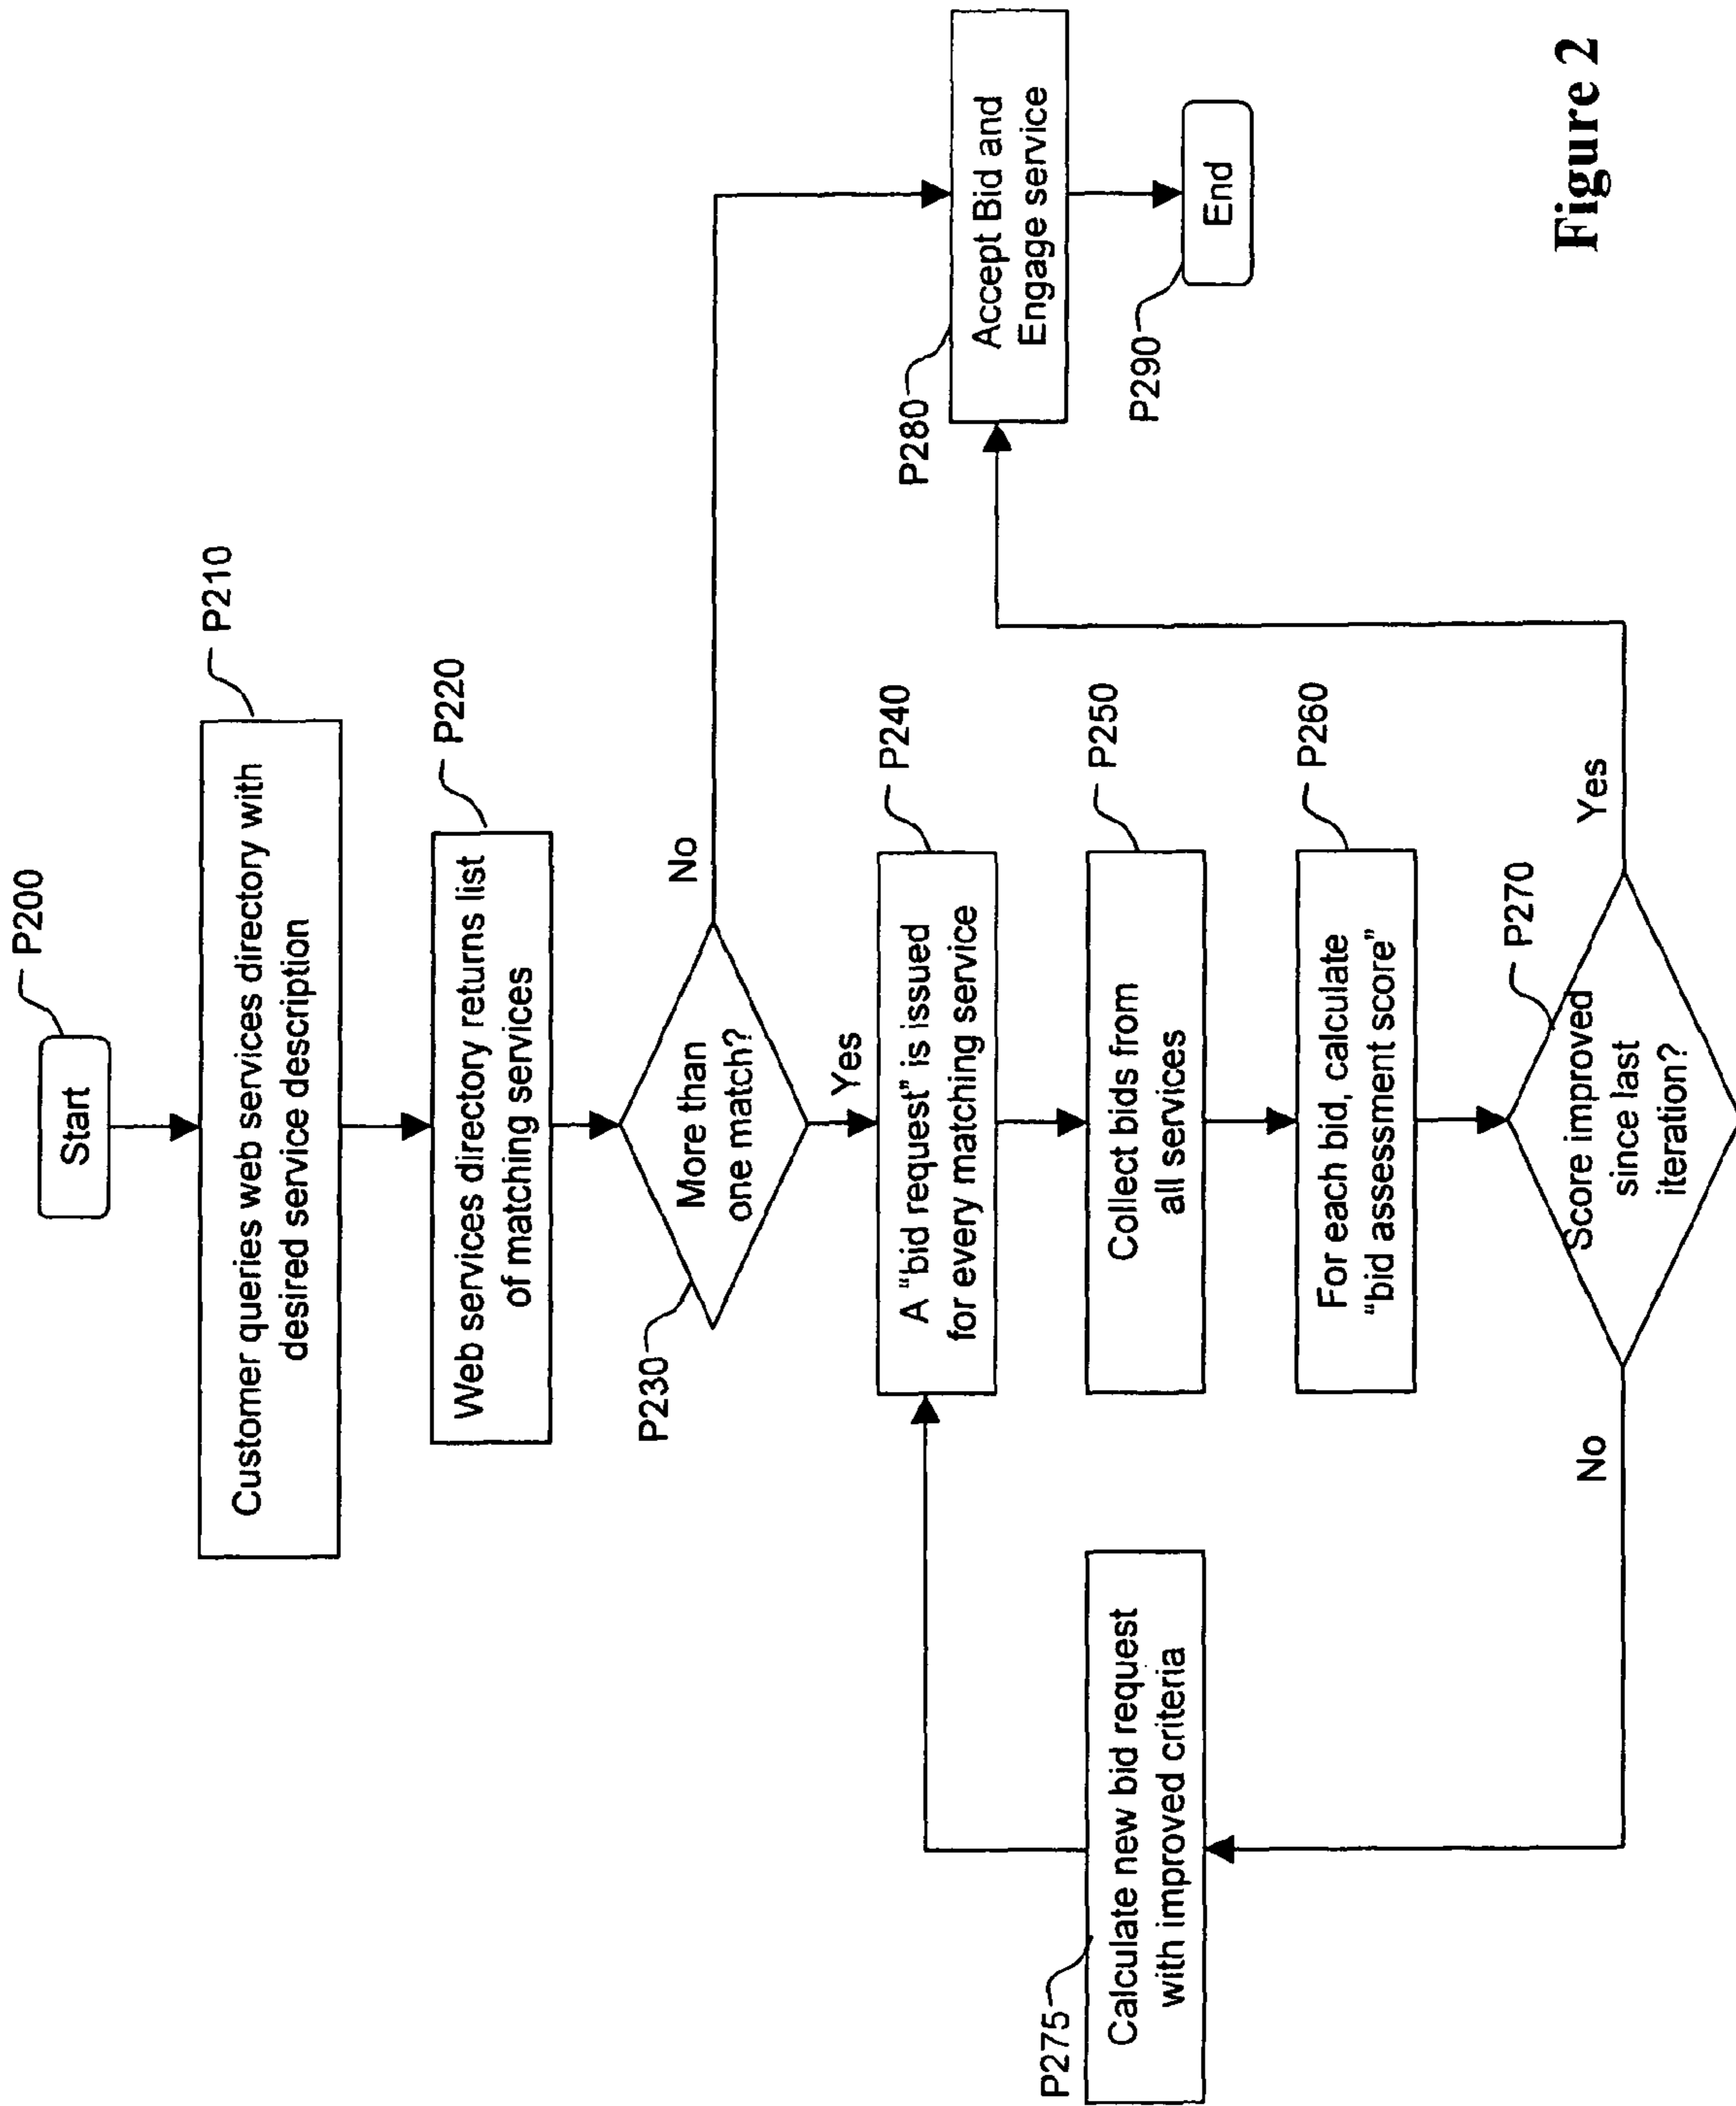 P200
Start
P210
Customer queries web services directory with
desired service description
P220
Web services directory returns list
of matching services
P230
More than
one match?
No
Yes
P240
A “bid request” is issued
for every matching service
P250
Collect bids from
all services
P260
For each bid, calculate
“bid assessment score”
P270
Score improved
since last
iteration?
No
Yes
P275
Calculate new bid request
with improved criteria
P280
Accept Bid and
Engage service
P290
End
Figure 2